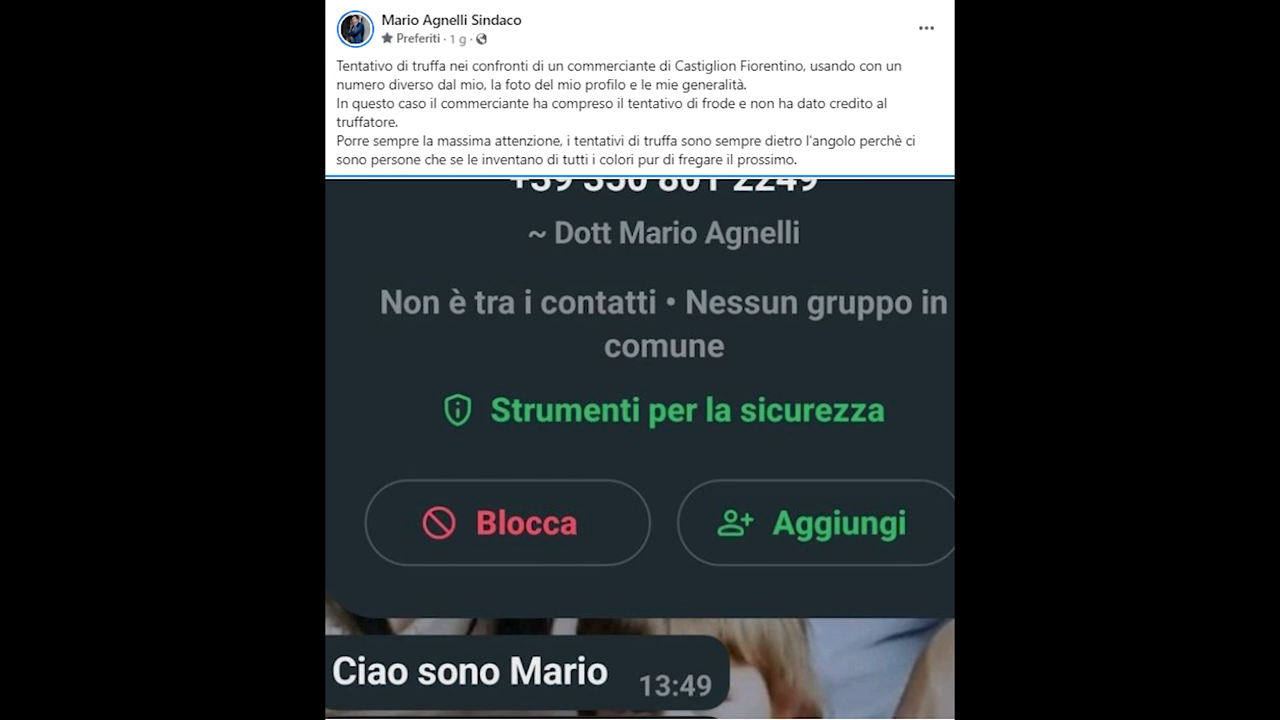 Mario Agnelli Sindaco
Preferiti · 1 g ·
Tentativo di truffa nei confronti di un commerciante di Castiglion Fiorentino, usando con un
numero diverso dal mio, la foto del mio profilo e le mie generalità.
In questo caso il commerciante ha compreso il tentativo di frode e non ha dato credito al
truffatore.
Porre sempre la massima attenzione, i tentativi di truffa sono sempre dietro l'angolo perchè ci
sono persone che se le inventano di tutti i colori pur di fregare il prossimo.
+39 350 801 2249
~ Dott Mario Agnelli
Non è tra i contatti • Nessun gruppo in
comune
Strumenti per la sicurezza
Blocca
Aggiungi
Ciao sono Mario
13:49